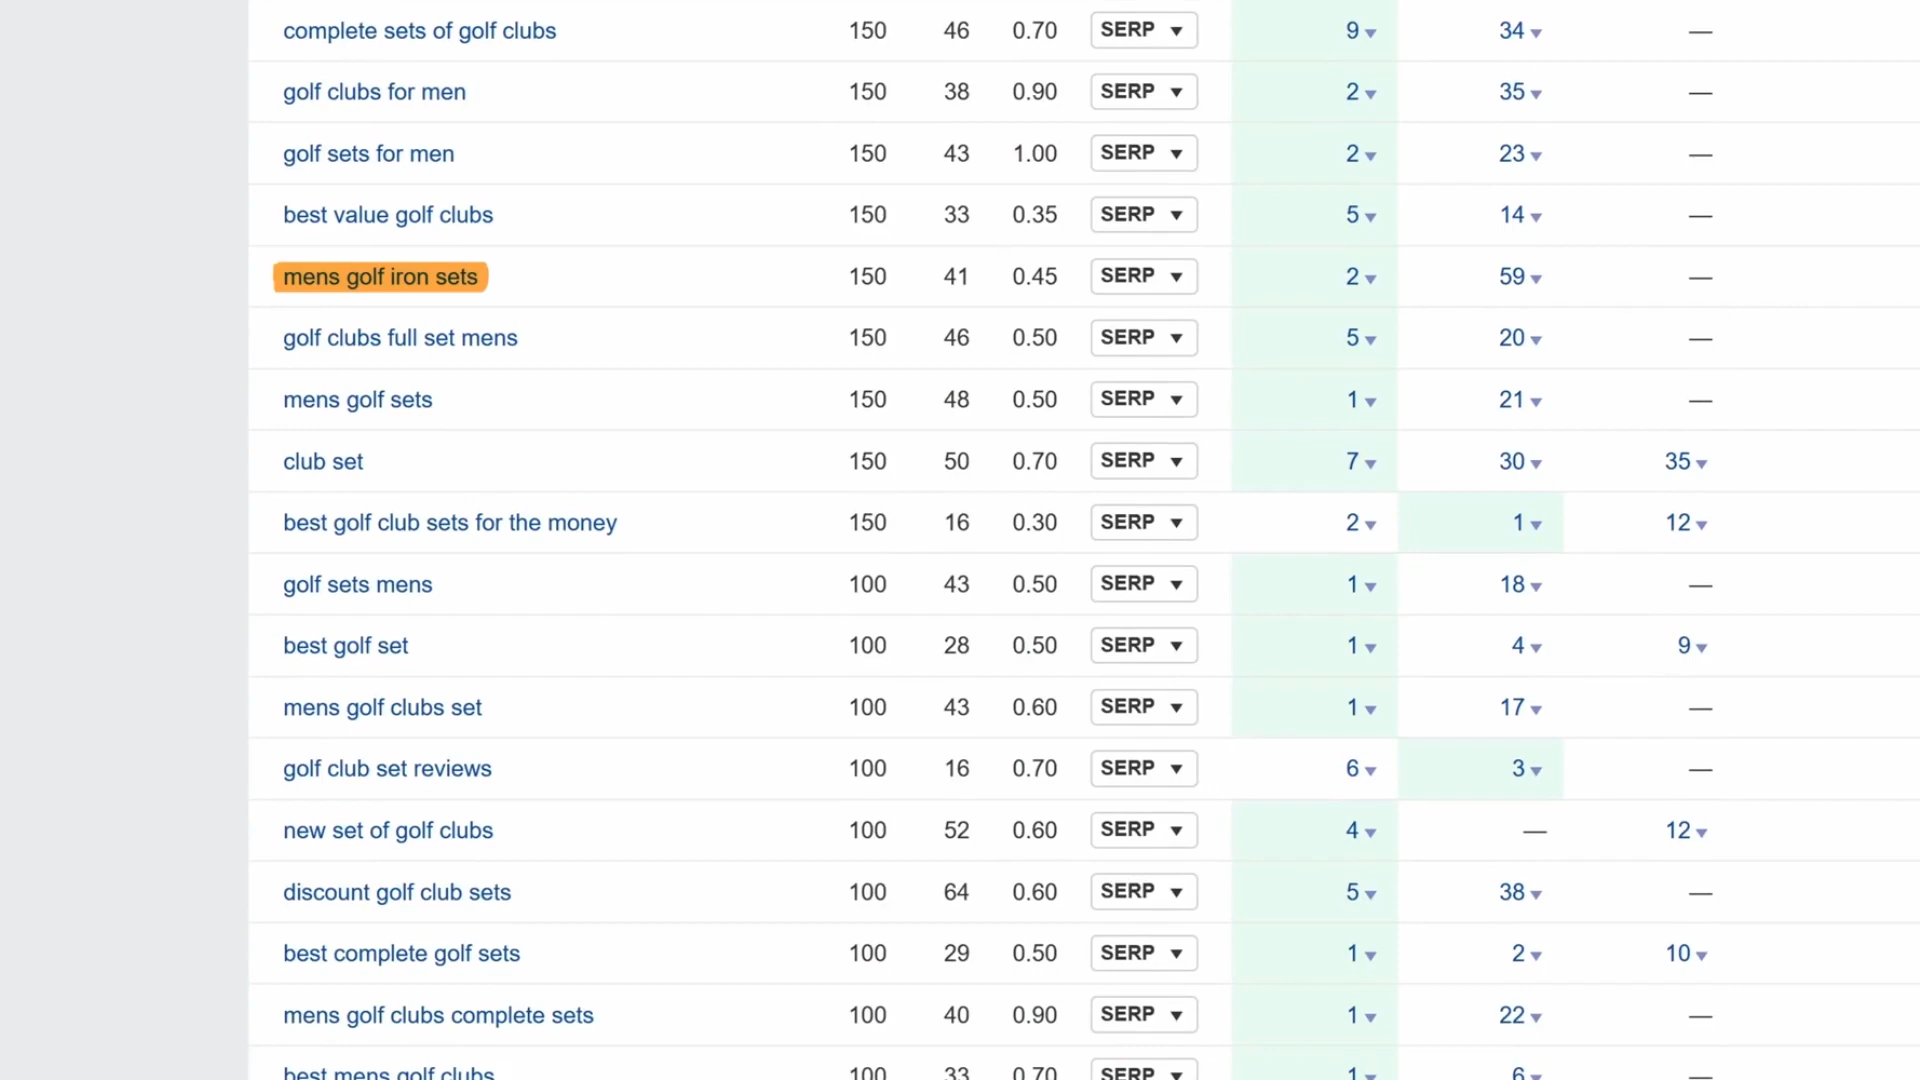 complete sets of golf clubs 150 46 0.70 SERP ▼ 9 ▼ 34 ▼ —
golf clubs for men 150 38 0.90 SERP ▼ 2 ▼ 35 ▼ —
golf sets for men 150 43 1.00 SERP ▼ 2 ▼ 23 ▼ —
best value golf clubs 150 33 0.35 SERP ▼ 5 ▼ 14 ▼ —
mens golf iron sets 150 41 0.45 SERP ▼ 2 ▼ 59 ▼ —
golf clubs full set mens 150 46 0.50 SERP ▼ 5 ▼ 20 ▼ —
mens golf sets 150 48 0.50 SERP ▼ 1 ▼ 21 ▼ —
club set 150 50 0.70 SERP ▼ 7 ▼ 30 ▼ 35 ▼
best golf club sets for the money 150 16 0.30 SERP ▼ 2 ▼ 1 ▼ 12 ▼
golf sets mens 100 43 0.50 SERP ▼ 1 ▼ 18 ▼ —
best golf set 100 28 0.50 SERP ▼ 1 ▼ 4 ▼ 9 ▼
mens golf clubs set 100 43 0.60 SERP ▼ 1 ▼ 17 ▼ —
golf club set reviews 100 16 0.70 SERP ▼ 6 ▼ 3 ▼ —
new set of golf clubs 100 52 0.60 SERP ▼ 4 ▼ — 12 ▼
discount golf club sets 100 64 0.60 SERP ▼ 5 ▼ 38 ▼ —
best complete golf sets 100 29 0.50 SERP ▼ 1 ▼ 2 ▼ 10 ▼
mens golf clubs complete sets 100 40 0.90 SERP ▼ 1 ▼ 22 ▼ —
best mens golf clubs 100 33 0.70 SERP ▼ 1 ▼ 6 ▼ —